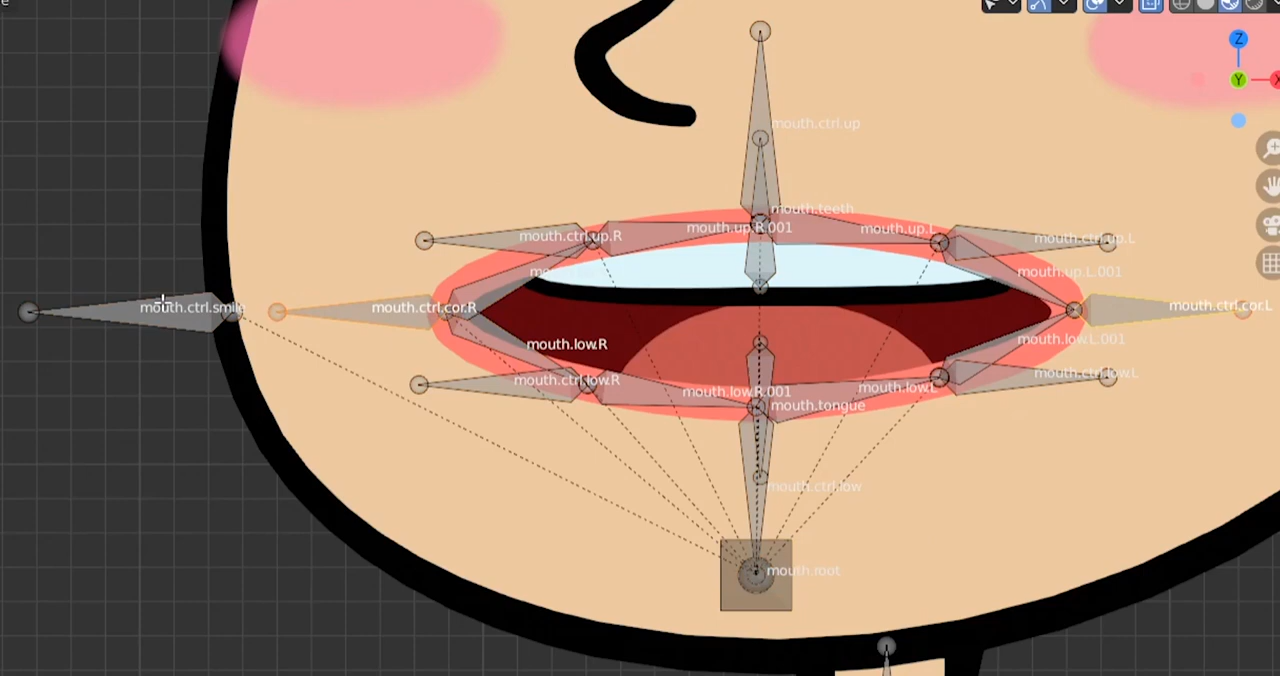 e
Z
mouth.ctrl.up
Y
X
mouth.teeth
mouth.up.R.001
mouth.up.L
mouth.ctrl.up.R
mouth.ctrl.up.L
mouth.up.L.001
mouth.ctrl.smile
mouth.ctrl.cor.R
mouth.ctrl.cor.L
mouth.low.R
mouth.low.L.001
mouth.ctrl.low.R
mouth.ctrl.low.L
mouth.low.R.001
mouth.low.L
mouth.tongue
mouth.ctrl.low
mouth.root